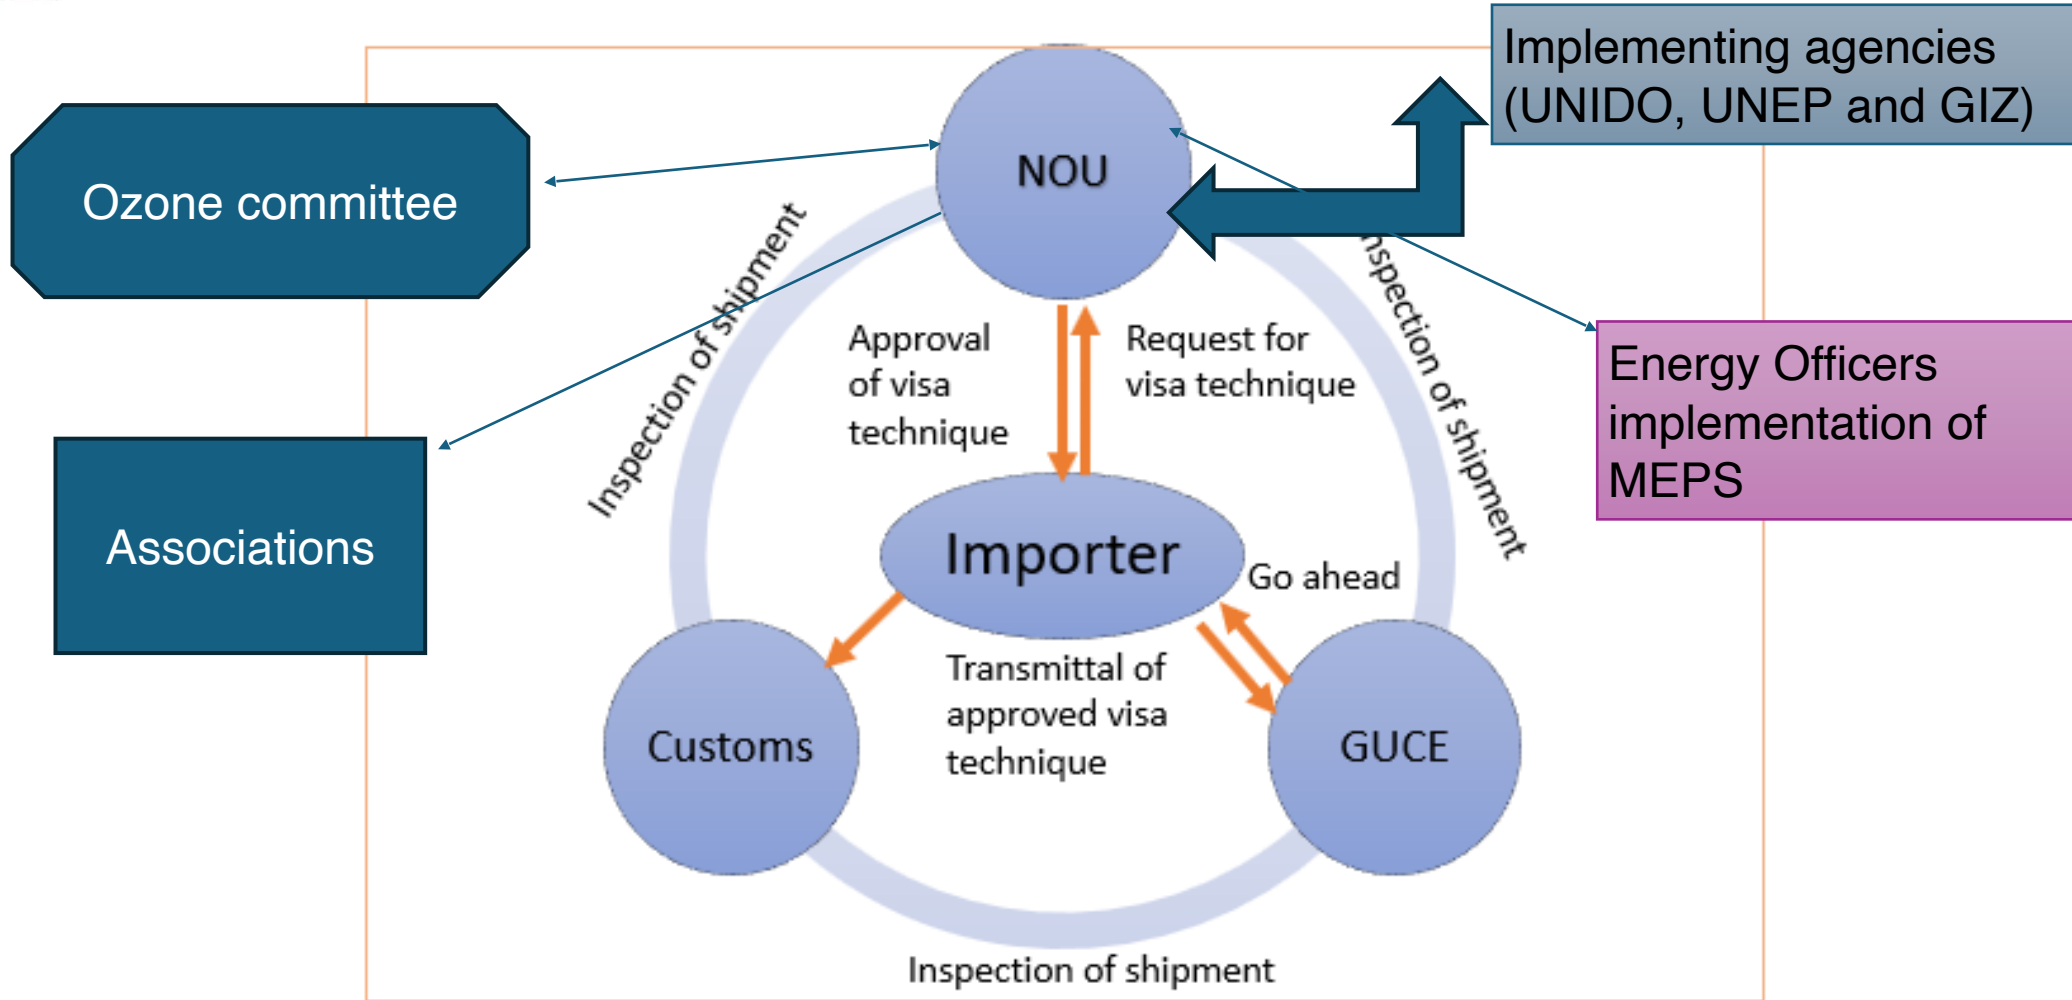 Implementing agencies
(UNIDO, UNEP and GIZ)
NOU
Ozone committee
Inspection of shipment
nspection of shipment
Approval
of visa
technique
Request for
visa technique
Energy Officers
implementation of
MEPS
Associations
Importer
Go ahead
Transmittal of
approved visa
technique
Customs
GUCE
Inspection of shipment